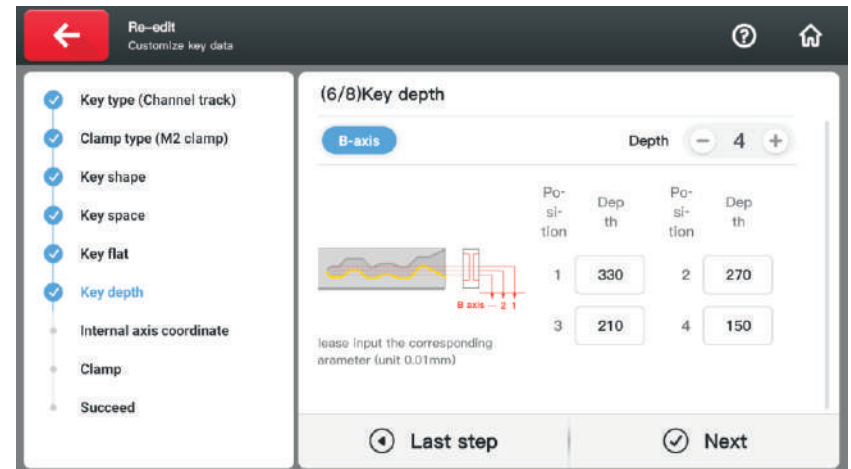 Re-edit
Customize key data
Key type (Channel track)
Clamp type (M2 clamp)
Key shape
Key space
Key flat
Key depth
Internal axis coordinate
Clamp
Succeed
(6/8)Key depth
B-axis
Depth - 4 +
Po-
si-
tion
Dep
th
Po-
si-
tion
Dep
th
1 330 2 270
B axis - 2 1
3 210 4 150
lease input the corresponding
arameter (unit 0.01mm)
Last step
Next